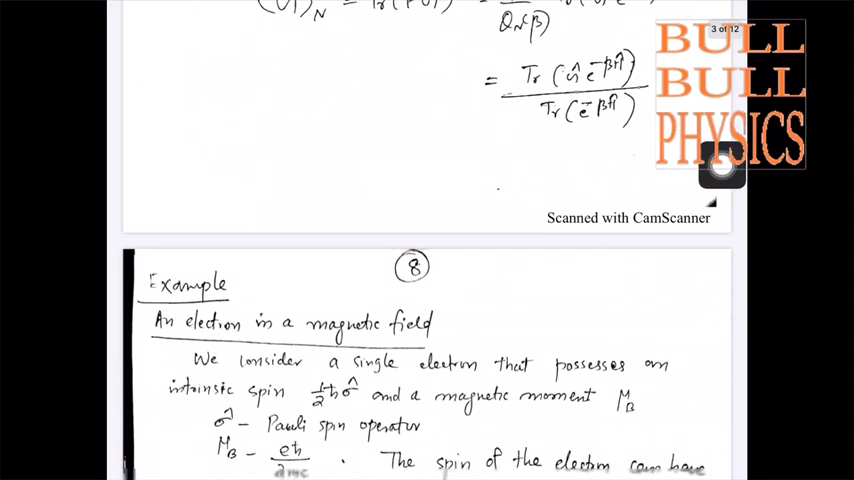 = Tr (
Q_N(β)
= Tr (Ĝ e^-βĤ) / Tr (e^-βĤ)
3 of 12
BULL
BULL
PHYSICS
Scanned with CamScanner
8
Example
An electron in a magnetic field
We consider a single electron that possesses an
intrinsic spin ½ħσ̂ and a magnetic moment μ_B
σ̂ – Pauli spin operator
μ_B – eħ/2mc . The spin of the electron can have